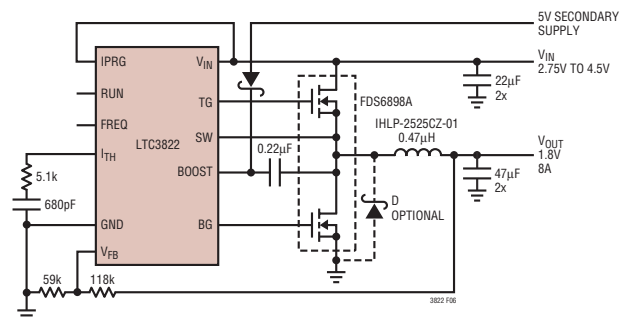 5V SECONDARY
SUPPLY
IPRG
VIN
VIN
2.75V TO 4.5V
22µF
2x
RUN
TG
FDS6898A
FREQ
SW
IHLP-2525CZ-01
0.47µH
ITH
LTC3822
0.22µF
VOUT
1.8V
8A
BOOST
5.1k
47µF
2x
680pF
D
OPTIONAL
GND
BG
VFB
59k
118k
3822 F06